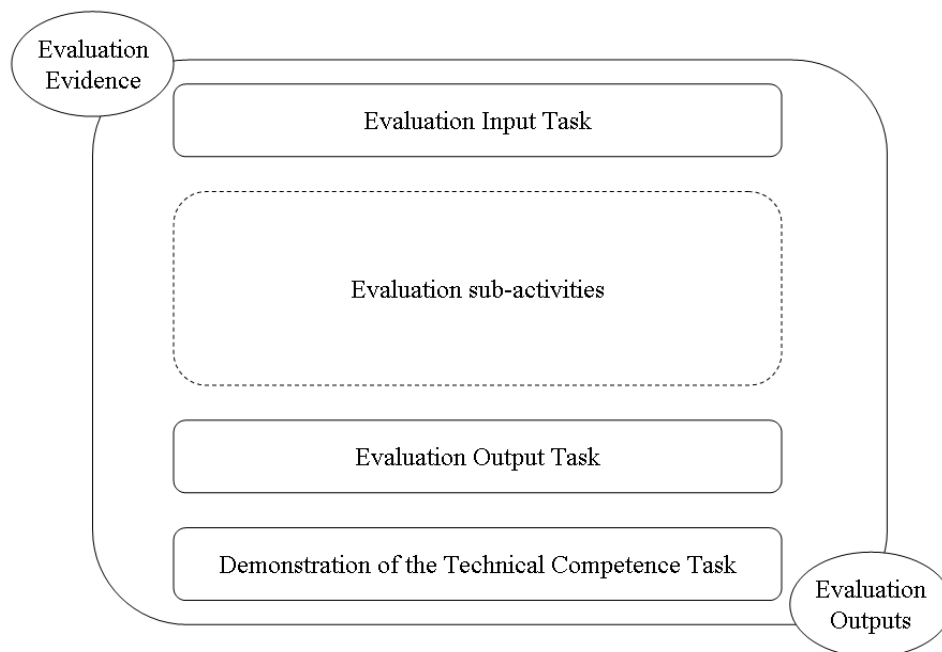 Evaluation
Evidence
Evaluation Input Task
Evaluation sub-activities
Evaluation Output Task
Demonstration of the Technical Competence Task
Evaluation
Outputs